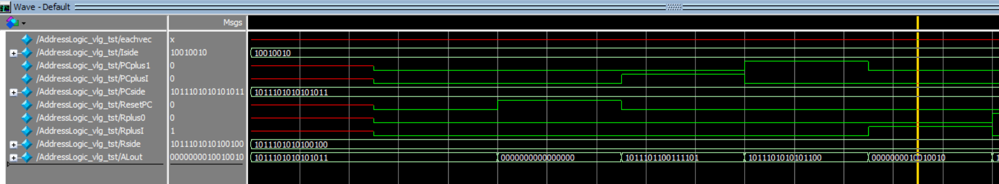 Wave - Default
Msgs
/AddressLogic_vlg_tst/eachvec x
/AddressLogic_vlg_tst/Iside 10010010 10010010
/AddressLogic_vlg_tst/PCplus1 0
/AddressLogic_vlg_tst/PCplusI 0
/AddressLogic_vlg_tst/PCside 1011101010101011 1011101010101011
/AddressLogic_vlg_tst/ResetPC 0
/AddressLogic_vlg_tst/Rplus0 0
/AddressLogic_vlg_tst/RplusI 1
/AddressLogic_vlg_tst/Rside 1011101010100100 1011101010100100
/AddressLogic_vlg_tst/ALout 0000000010010010 1011101010101011 0000000000000000 1011101100111101 1011101010101100 0000000010010010 1